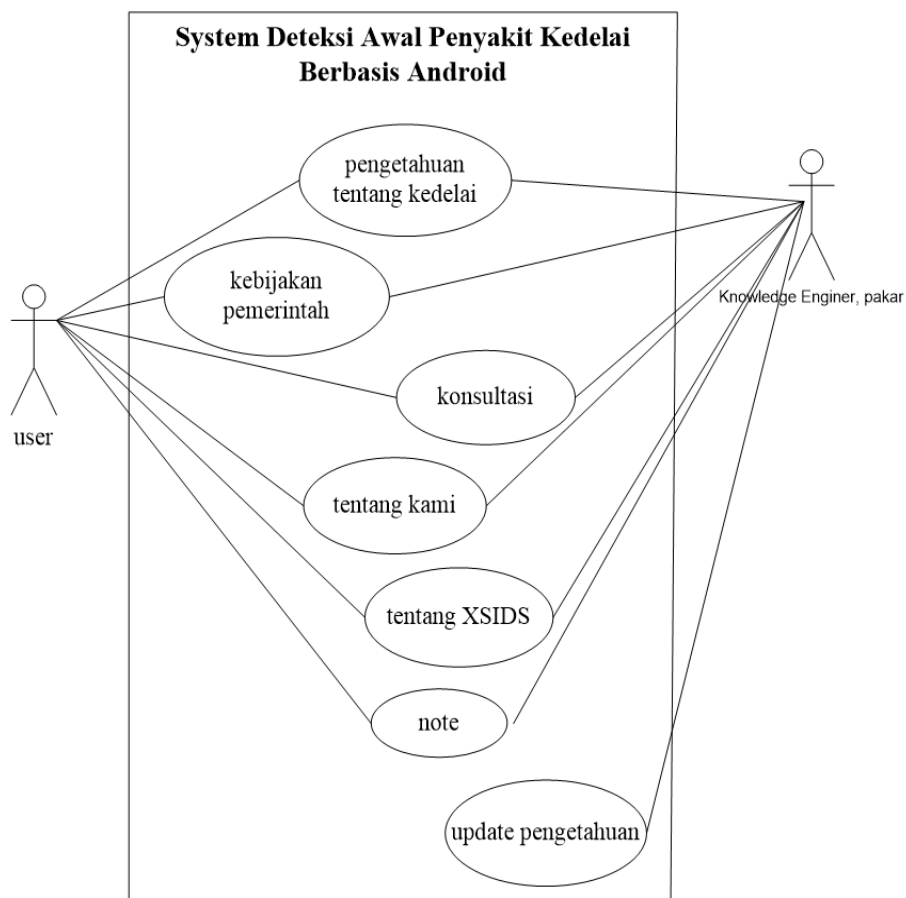 System Deteksi Awal Penyakit Kedelai
Berbasis Android
pengetahuan
tentang kedelai
kebijakan
pemerintah
Knowledge Enginer, pakar
konsultasi
user
tentang kami
tentang XSIDS
note
update pengetahuan